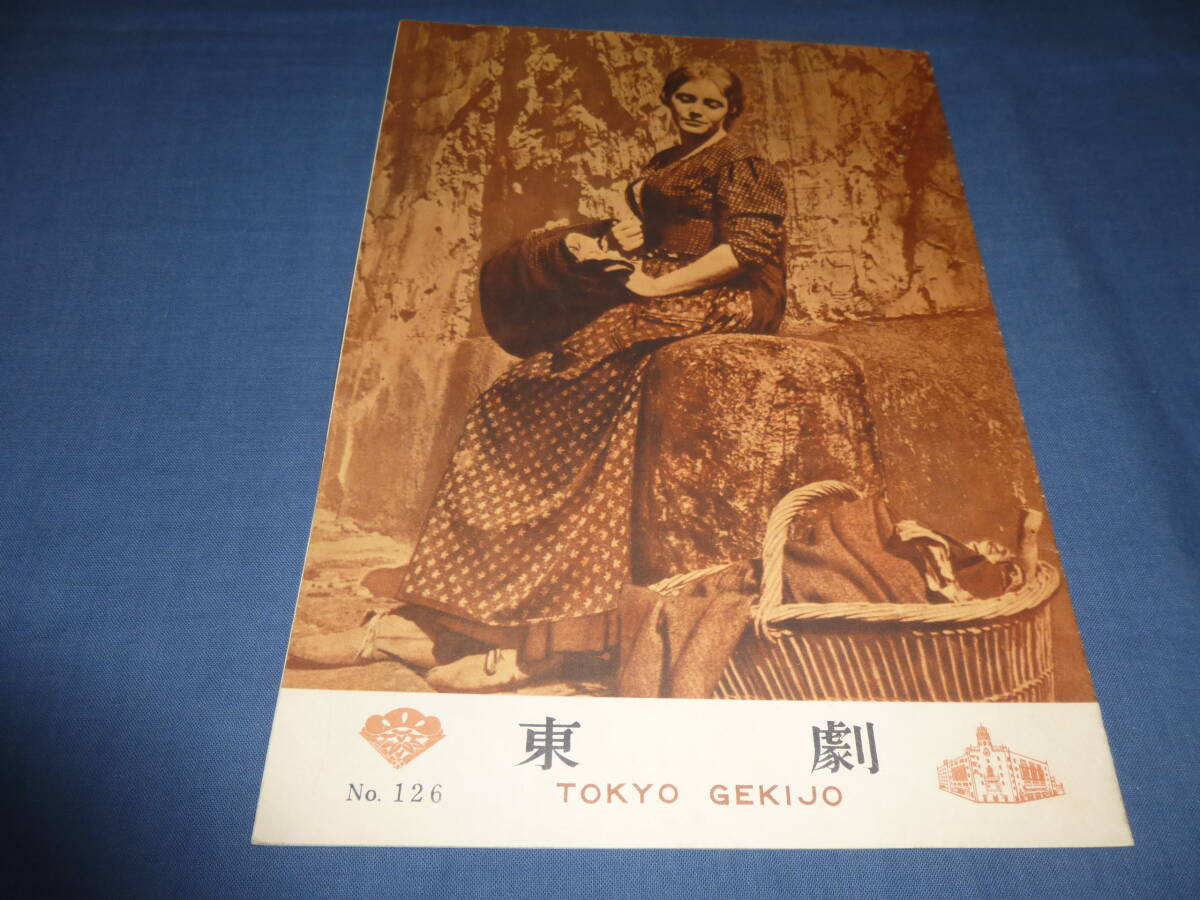 東劇
No. 126
TOKYO GEKIJO